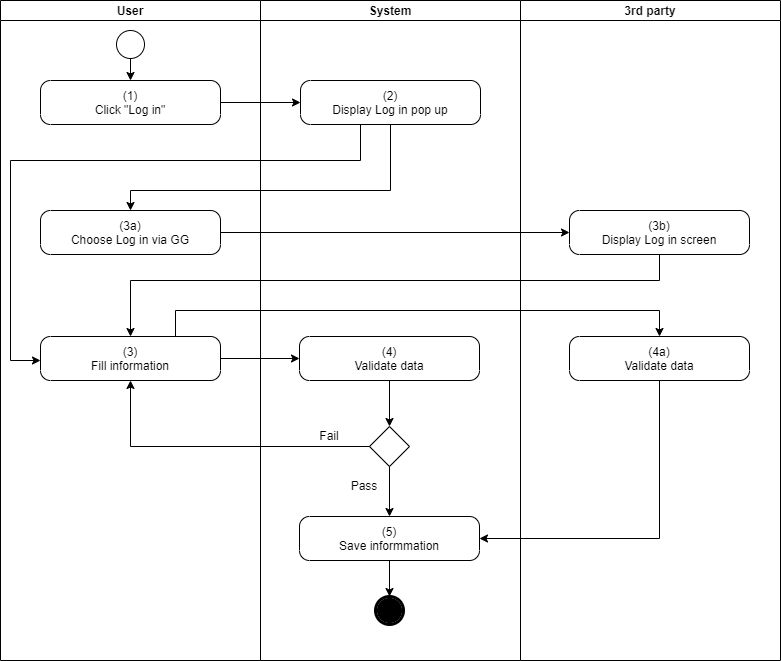 User
System
3rd party
(1)
Click "Log in"
(2)
Display Log in pop up
(3a)
Choose Log in via GG
(3b)
Display Log in screen
(3)
Fill information
(4)
Validate data
(4a)
Validate data
Fail
Pass
(5)
Save informmation